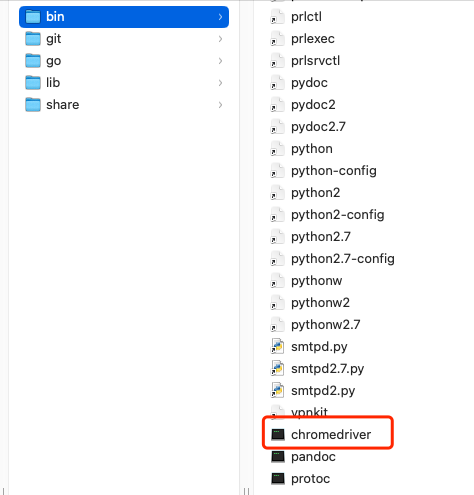 bin
git
go
lib
share
prlctl
prlexec
prlsrvctl
pydoc
pydoc2
pydoc2.7
python
python-config
python2
python2-config
python2.7
python2.7-config
pythonw
pythonw2
pythonw2.7
smtpd.py
smtpd2.7.py
smtpd2.py
vpnkit
chromedriver
pandoc
protoc